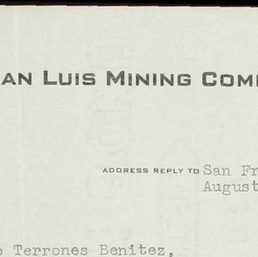 AN LUIS MINING COM
ADDRESS REPLY TO San Fr
August
Terrones Benitez,